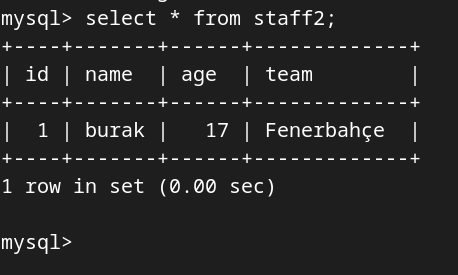 mysql> select * from staff2;
+----+-------+------+------------+
| id | name  | age  | team       |
+----+-------+------+------------+
|  1 | burak |   17 | Fenerbahçe |
+----+-------+------+------------+
1 row in set (0.00 sec)
mysql>